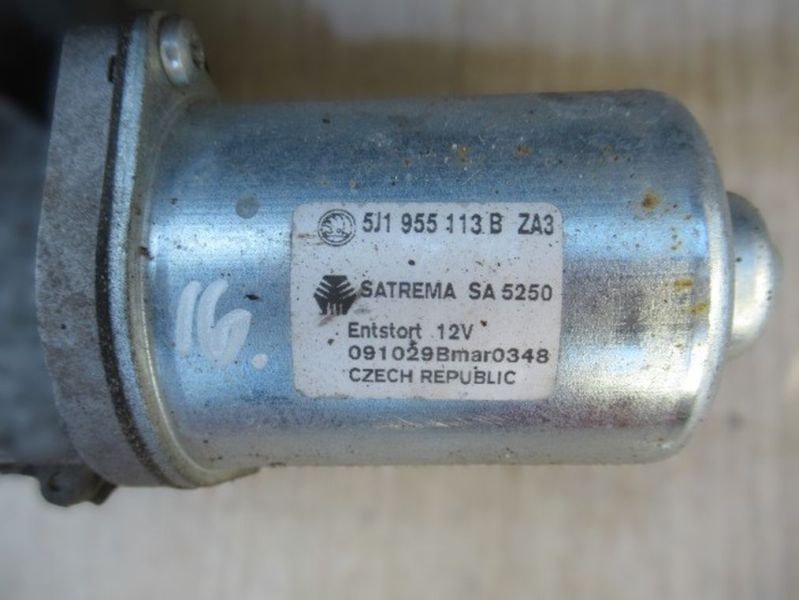 5J1 955 113 B ZA3
SATREMA SA 5250
Entstort 12V
091029Bmar0348
CZECH REPUBLIC
16.